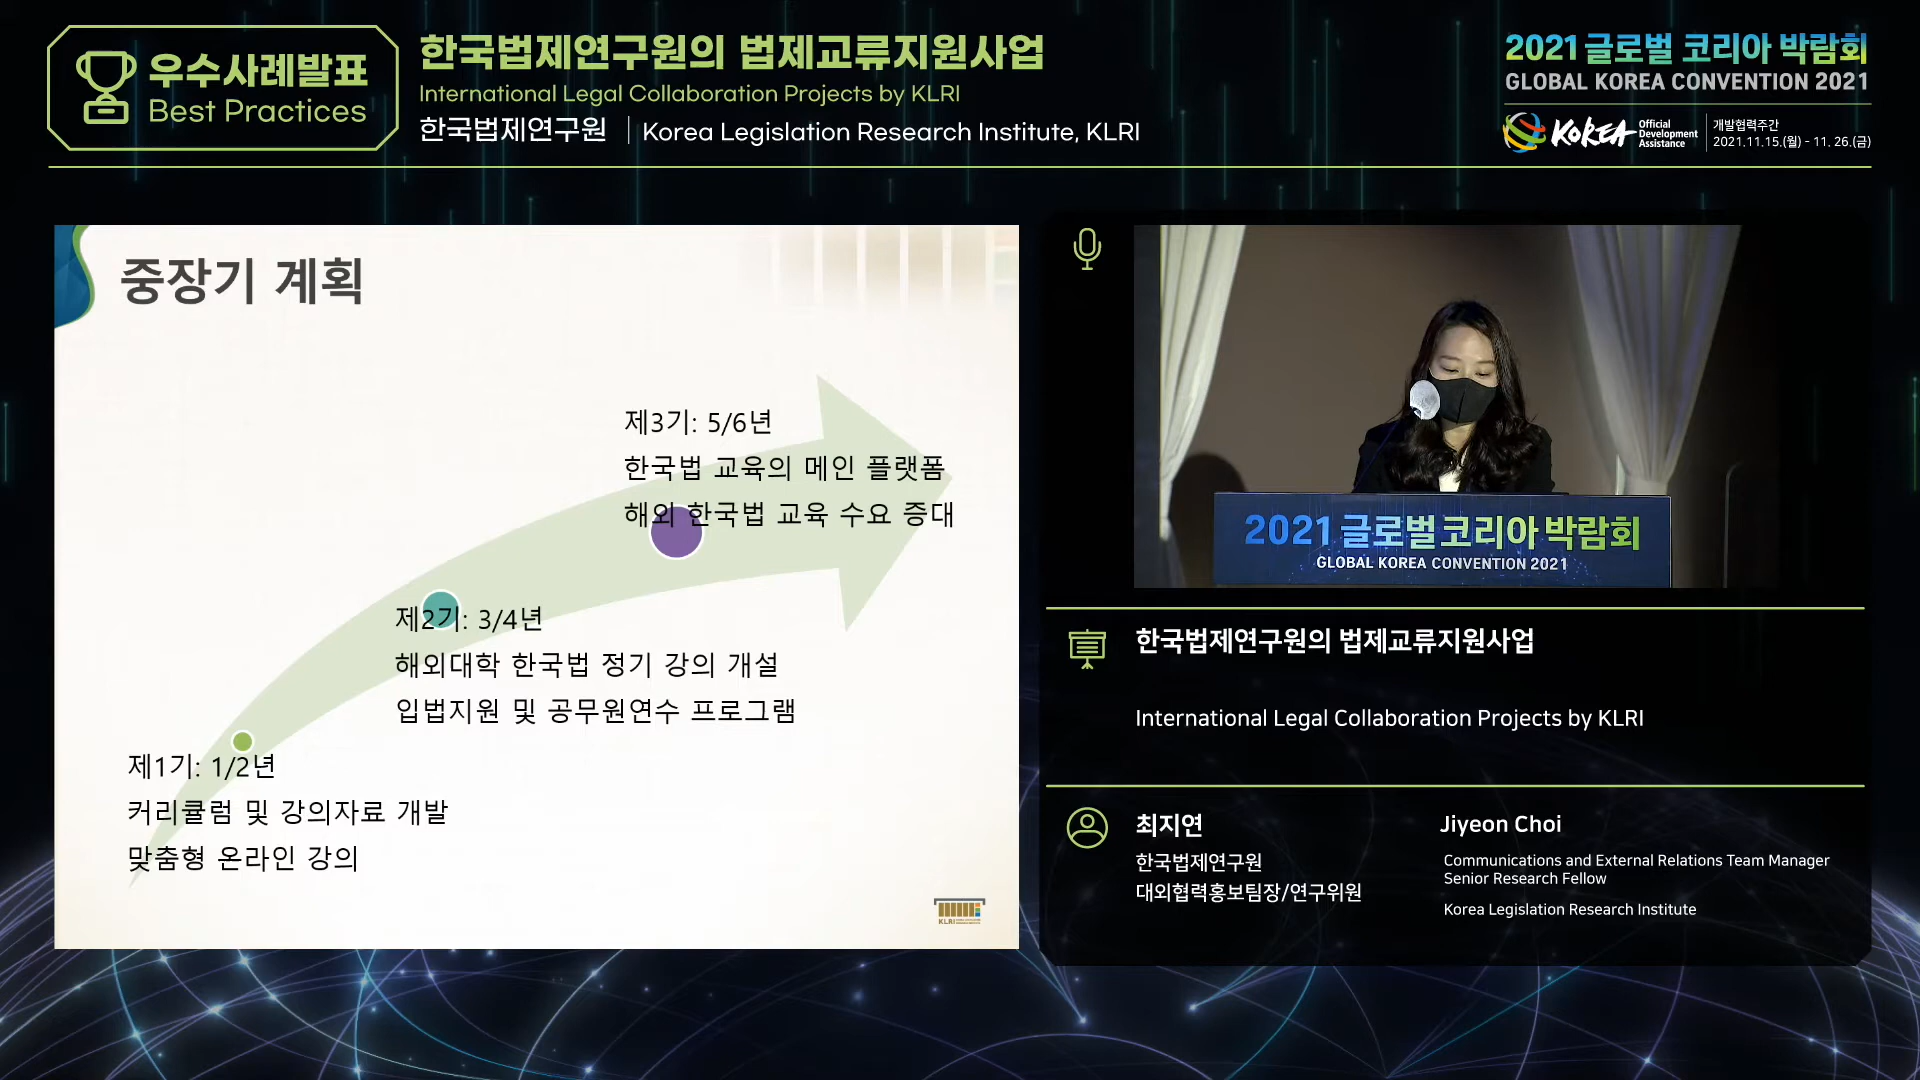 우수사례발표
Best Practices
한국법제연구원의 법제교류지원사업
International Legal Collaboration Projects by KLRI
한국법제연구원 | Korea Legislation Research Institute, KLRI
2021 글로벌 코리아 박람회
GLOBAL KOREA CONVENTION 2021
KOREA
Official
Development
Assistance
개발협력주간
2021.11.15.(월) - 11. 26.(금)
중장기 계획
제3기: 5/6년
한국법 교육의 메인 플랫폼
해외 한국법 교육 수요 증대
제2기: 3/4년
해외대학 한국법 정기 강의 개설
입법지원 및 공무원연수 프로그램
제1기: 1/2년
커리큘럼 및 강의자료 개발
맞춤형 온라인 강의
KLRI
2021 글로벌 코리아 박람회
GLOBAL KOREA CONVENTION 2021
한국법제연구원의 법제교류지원사업
International Legal Collaboration Projects by KLRI
최지연
한국법제연구원
대외협력홍보팀장/연구위원
Jiyeon Choi
Communications and External Relations Team Manager
Senior Research Fellow
Korea Legislation Research Institute